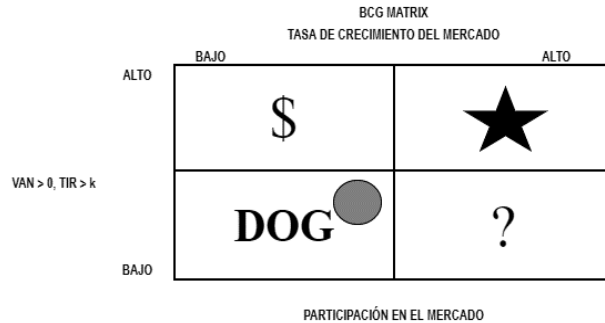 BCG MATRIX
TASA DE CRECIMIENTO DEL MERCADO
BAJO ALTO
ALTO
$
VAN > 0, TIR > k
DOG ?
BAJO
PARTICIPACIÓN EN EL MERCADO